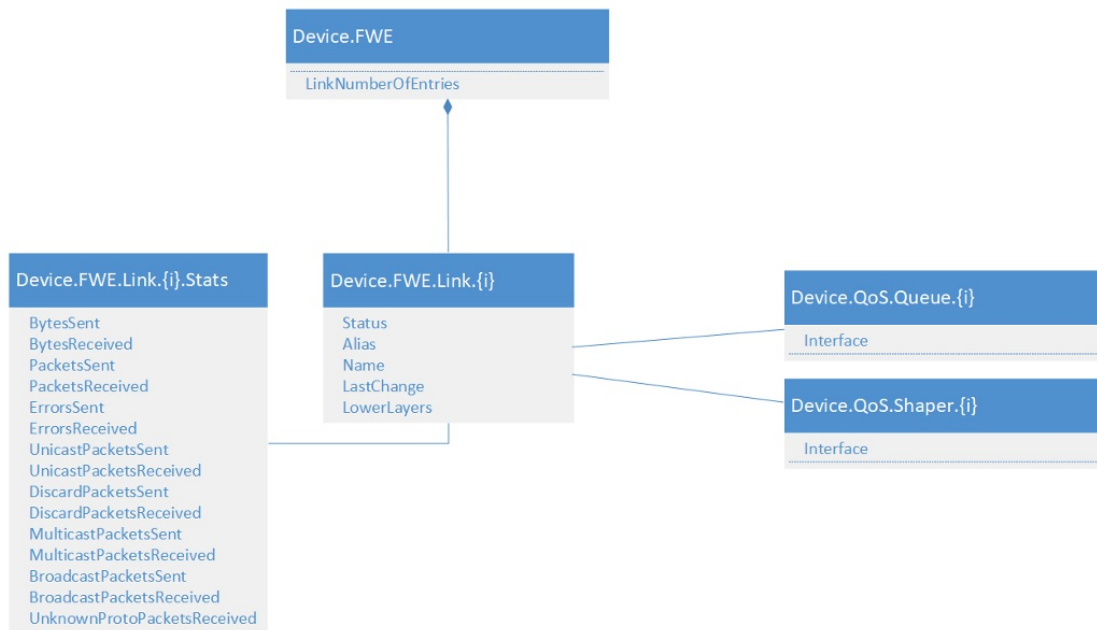 Device.FWE
LinkNumberOfEntries
Device.FWE.Link.{i}.Stats
BytesSent
BytesReceived
PacketsSent
PacketsReceived
ErrorsSent
ErrorsReceived
UnicastPacketsSent
UnicastPacketsReceived
DiscardPacketsSent
DiscardPacketsReceived
MulticastPacketsSent
MulticastPacketsReceived
BroadcastPacketsSent
BroadcastPacketsReceived
UnknownProtoPacketsReceived
Device.FWE.Link.{i}
Status
Alias
Name
LastChange
LowerLayers
Device.QoS.Queue.{i}
Interface
Device.QoS.Shaper.{i}
Interface